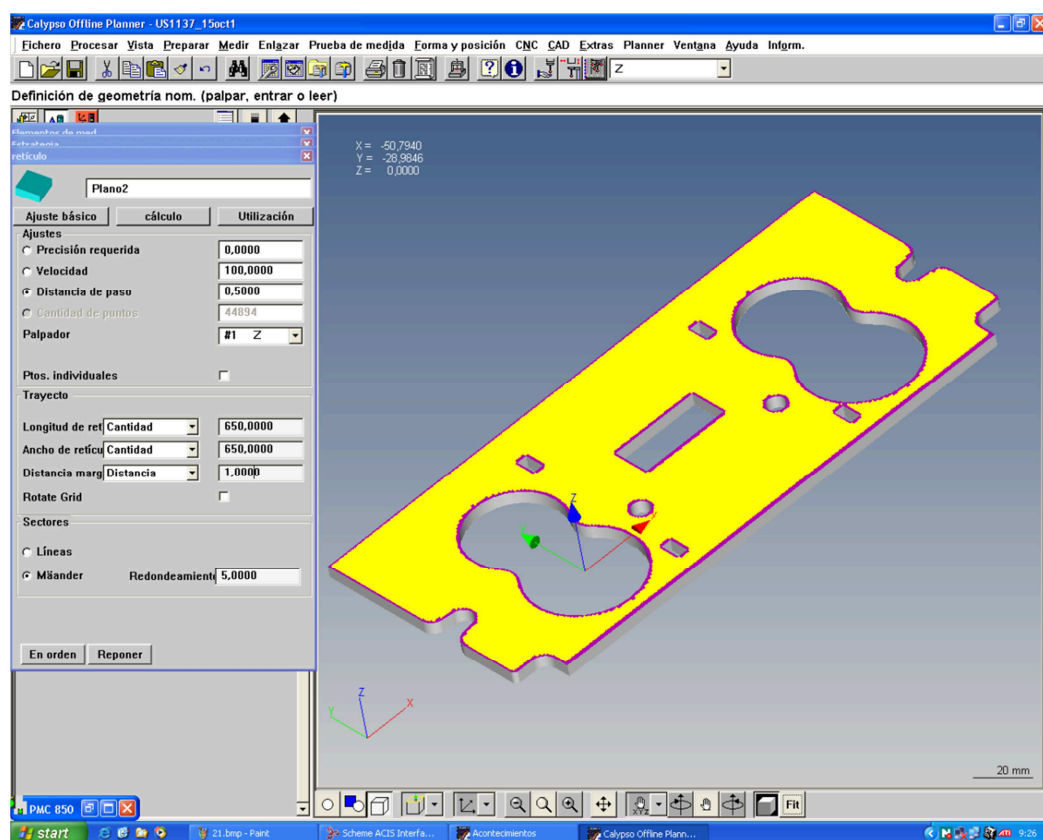 Calypso Offline Planner - US1137_15oct1
Fichero Procesar Vista Preparar Medir Enlazar Prueba de medida Forma y posición CNC CAD Extras Planner Ventana Ayuda Inform.
Z
Definición de geometría nom. (palpar, entrar o leer)
Elementos de med
Estrategia
retículo
Plano2
Ajuste básico cálculo Utilización
Ajustes
Precisión requerida 0,0000
Velocidad 100,0000
Distancia de paso 0,5000
Cantidad de puntos 44894
Palpador #1 Z
Ptos. individuales
Trayecto
Longitud de ret Cantidad 650,0000
Ancho de retícu Cantidad 650,0000
Distancia marg Distancia 1,0000
Rotate Grid
Sectores
Líneas
Mäander Redondeamiento 5,0000
En orden Reponer
X = -50,7940
Y = -28,9846
Z = 0,0000
Z
Z
X
Y
20 mm
PMC 850
Fit
start 21.bmp - Paint Scheme ACIS Interfa... Acontecimientos Calypso Offline Plann... 9:26